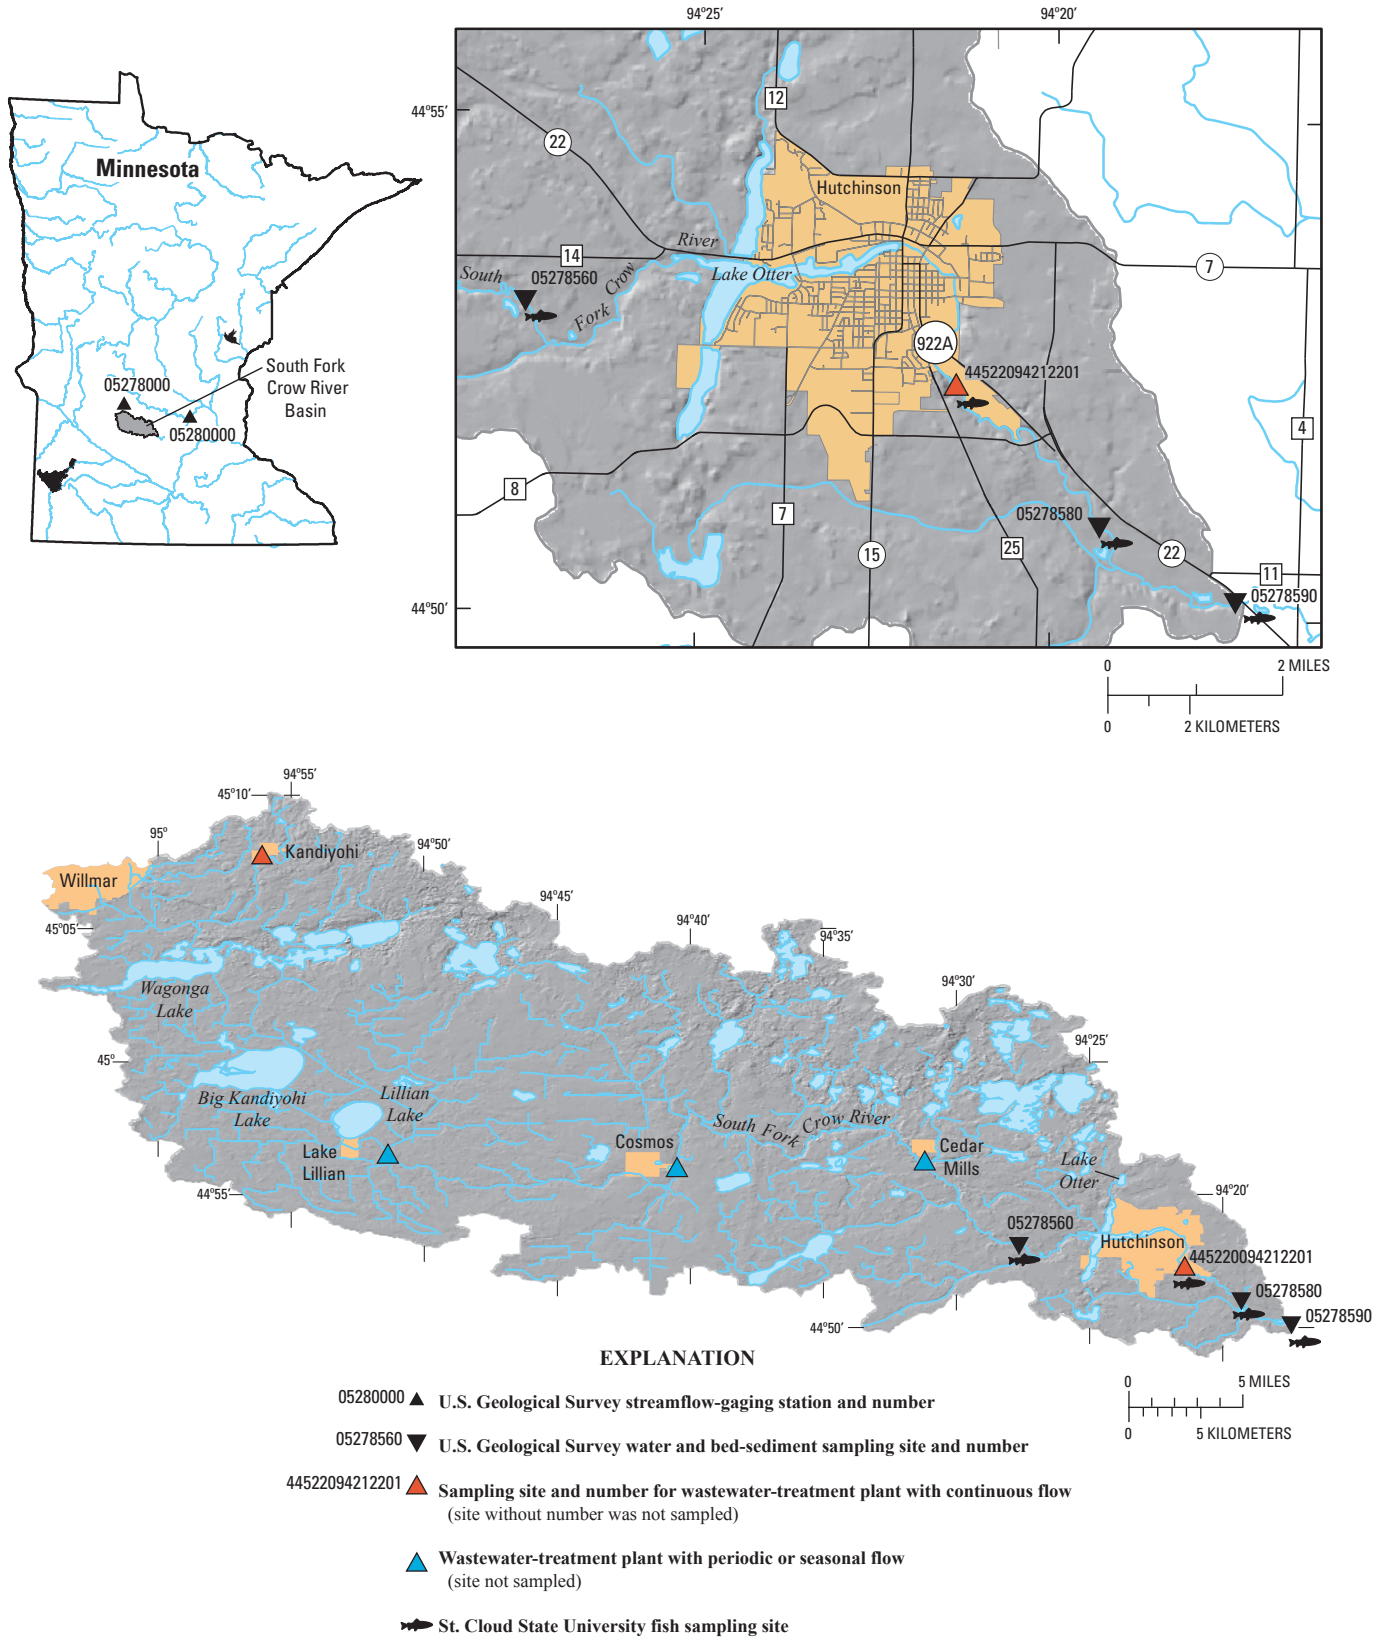 Minnesota
South Fork
Crow River
Basin
05278000
05280000
94°25'
94°20'
44°55'
44°50'
12
22
14
River
South
05278560
Fork Crow
Lake Otter
Hutchinson
7
922A
44522094212201
4
8
7
15
25
05278580
22
11
05278590
0
2 MILES
0
2 KILOMETERS
94°55'
45°10'
95°
Kandiyohi
94°50'
Willmar
45°05'
94°45'
94°40'
94°35'
94°30'
94°25'
Wagonga
Lake
45°
Big Kandiyohi
Lake
Lillian
Lake
Lake
Lillian
Cosmos
South Fork
Crow River
Cedar
Mills
Lake
Otter
44°55'
94°20'
05278560
Hutchinson
445220094212201
05278580
05278590
44°50'
0
5 MILES
0
5 KILOMETERS
EXPLANATION
05280000 U.S. Geological Survey streamflow-gaging station and number
05278560 U.S. Geological Survey water and bed-sediment sampling site and number
44522094212201 Sampling site and number for wastewater-treatment plant with continuous flow
(site without number was not sampled)
Wastewater-treatment plant with periodic or seasonal flow
(site not sampled)
St. Cloud State University fish sampling site